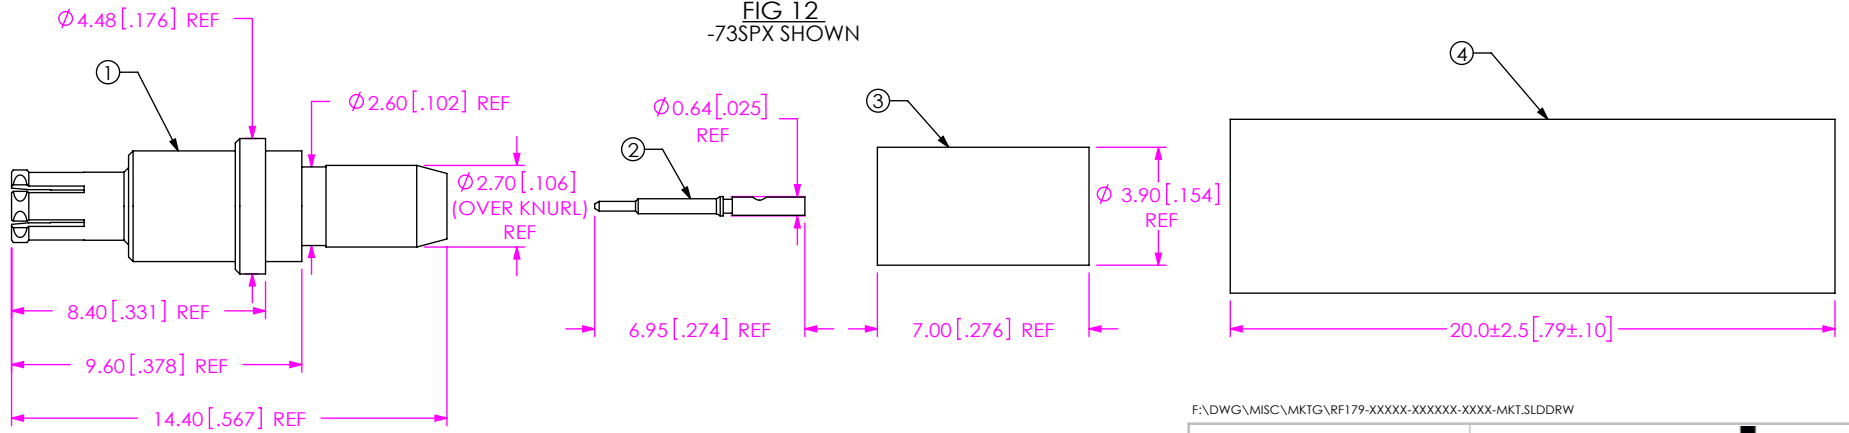 FIG 12
-73SPX SHOWN
Ø4.48[.176] REF
1
Ø2.60[.102] REF
Ø2.70[.106]
(OVER KNURL)
REF
8.40[.331] REF
9.60[.378] REF
14.40[.567] REF
Ø0.64[.025]
REF
2
6.95[.274] REF
3
Ø 3.90[.154]
REF
7.00[.276] REF
4
20.0±2.5[.79±.10]
F:\DWG\MISC\MKTG\RF179-XXXXX-XXXXXX-XXXX-MKT.SLDDRW